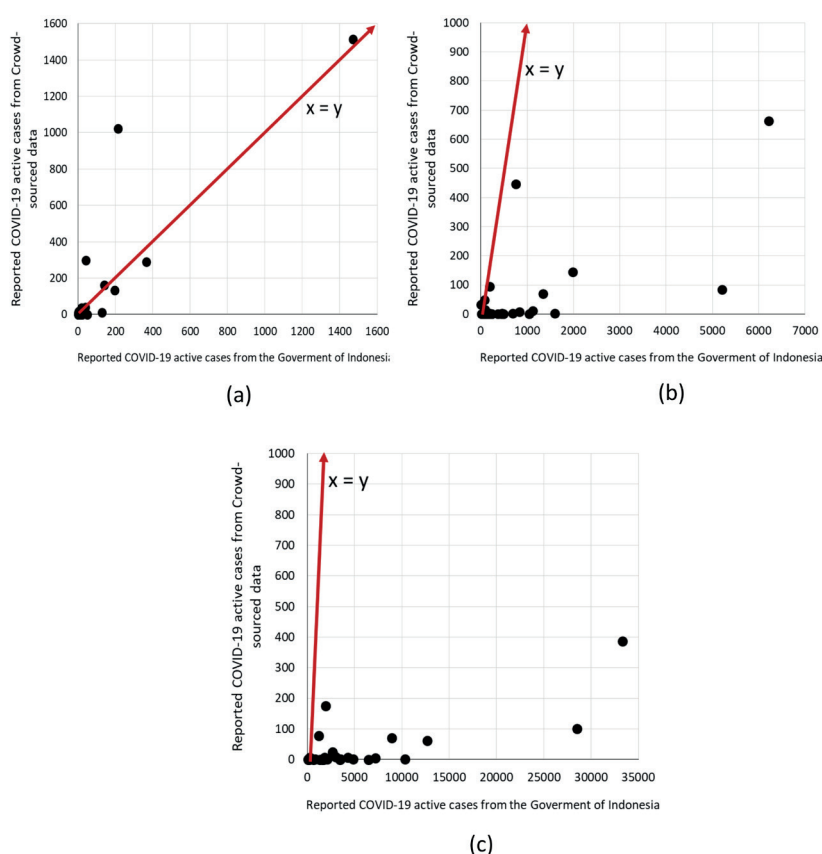 1600
1400
1200
1000
800
600
400
200
0
Reported COVID-19 active cases from Crowd-
sourced data
x = y
0 200 400 600 800 1000 1200 1400 1600
Reported COVID-19 active cases from the Goverment of Indonesia
(a)
1000
900
800
700
600
500
400
300
200
100
0
Reported COVID-19 active cases from Crowd-
sourced data
x = y
0 1000 2000 3000 4000 5000 6000 7000
Reported COVID-19 active cases from the Goverment of Indonesia
(b)
1000
900
800
700
600
500
400
300
200
100
0
Reported COVID-19 active cases from Crowd-
sourced data
x = y
0 5000 10000 15000 20000 25000 30000 35000
Reported COVID-19 active cases from the Goverment of Indonesia
(c)